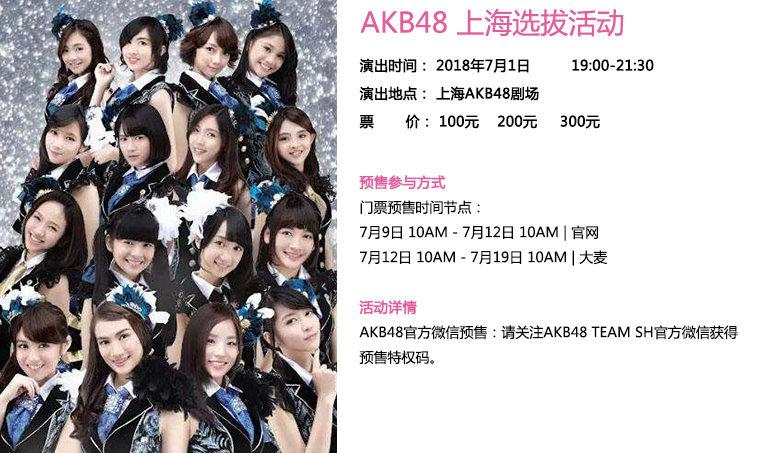 AKB48 上海选拔活动
演出时间： 2018年7月1日 19:00-21:30
演出地点： 上海AKB48剧场
票 价： 100元 200元 300元
预售参与方式
门票预售时间节点：
7月9日 10AM - 7月12日 10AM | 官网
7月12日 10AM - 7月19日 10AM | 大麦
活动详情
AKB48官方微信预售：请关注AKB48 TEAM SH官方微信获得
预售特权码。